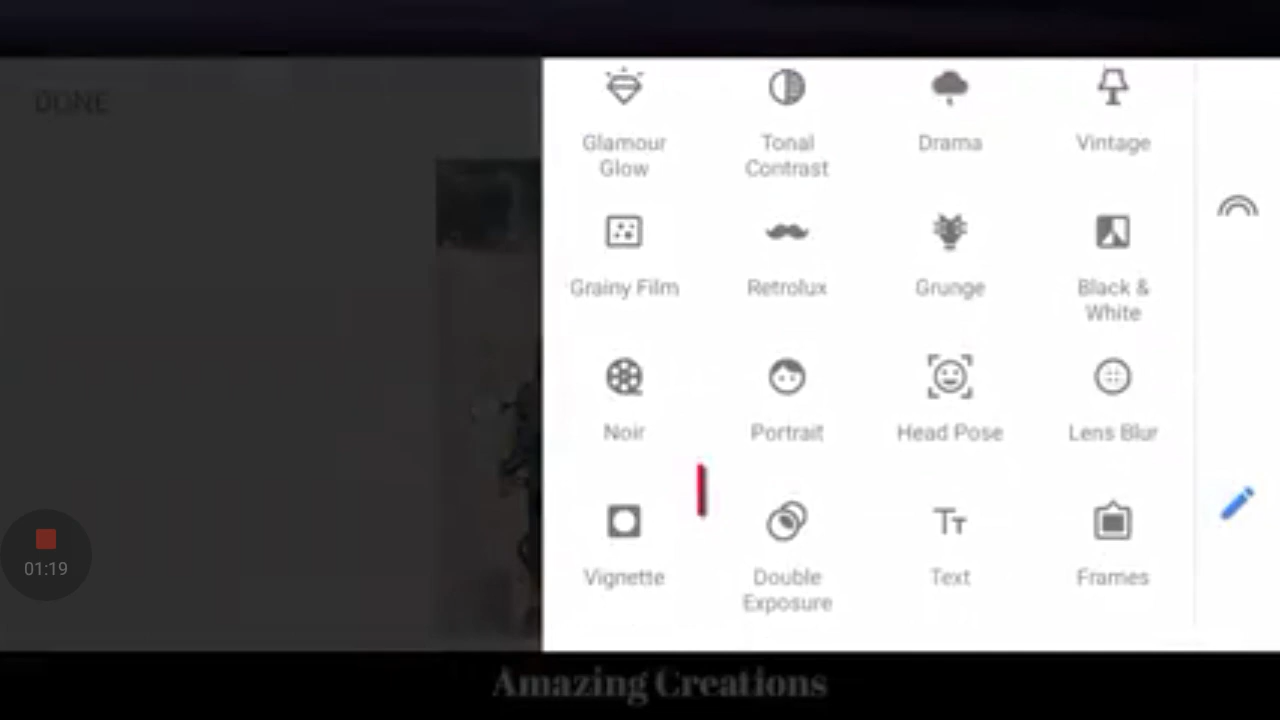 DONE
Glamour
Glow
Tonal
Contrast
Drama
Vintage
Grainy Film
Retrolux
Grunge
Black &
White
Noir
Portrait
Head Pose
Lens Blur
Vignette
Double
Exposure
Text
Frames
01:19
Amazing Creations